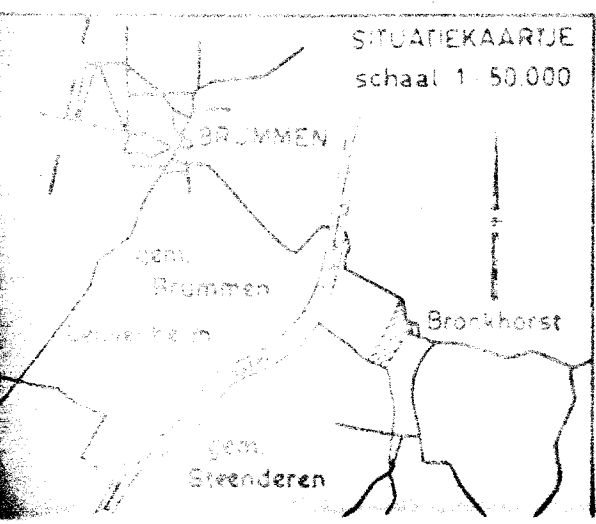 SITUATIEKAARTJE
schaal 1 : 50.000
BRUMMEN
gem.
Brummen
Bronkhorst
gem.
Steenderen